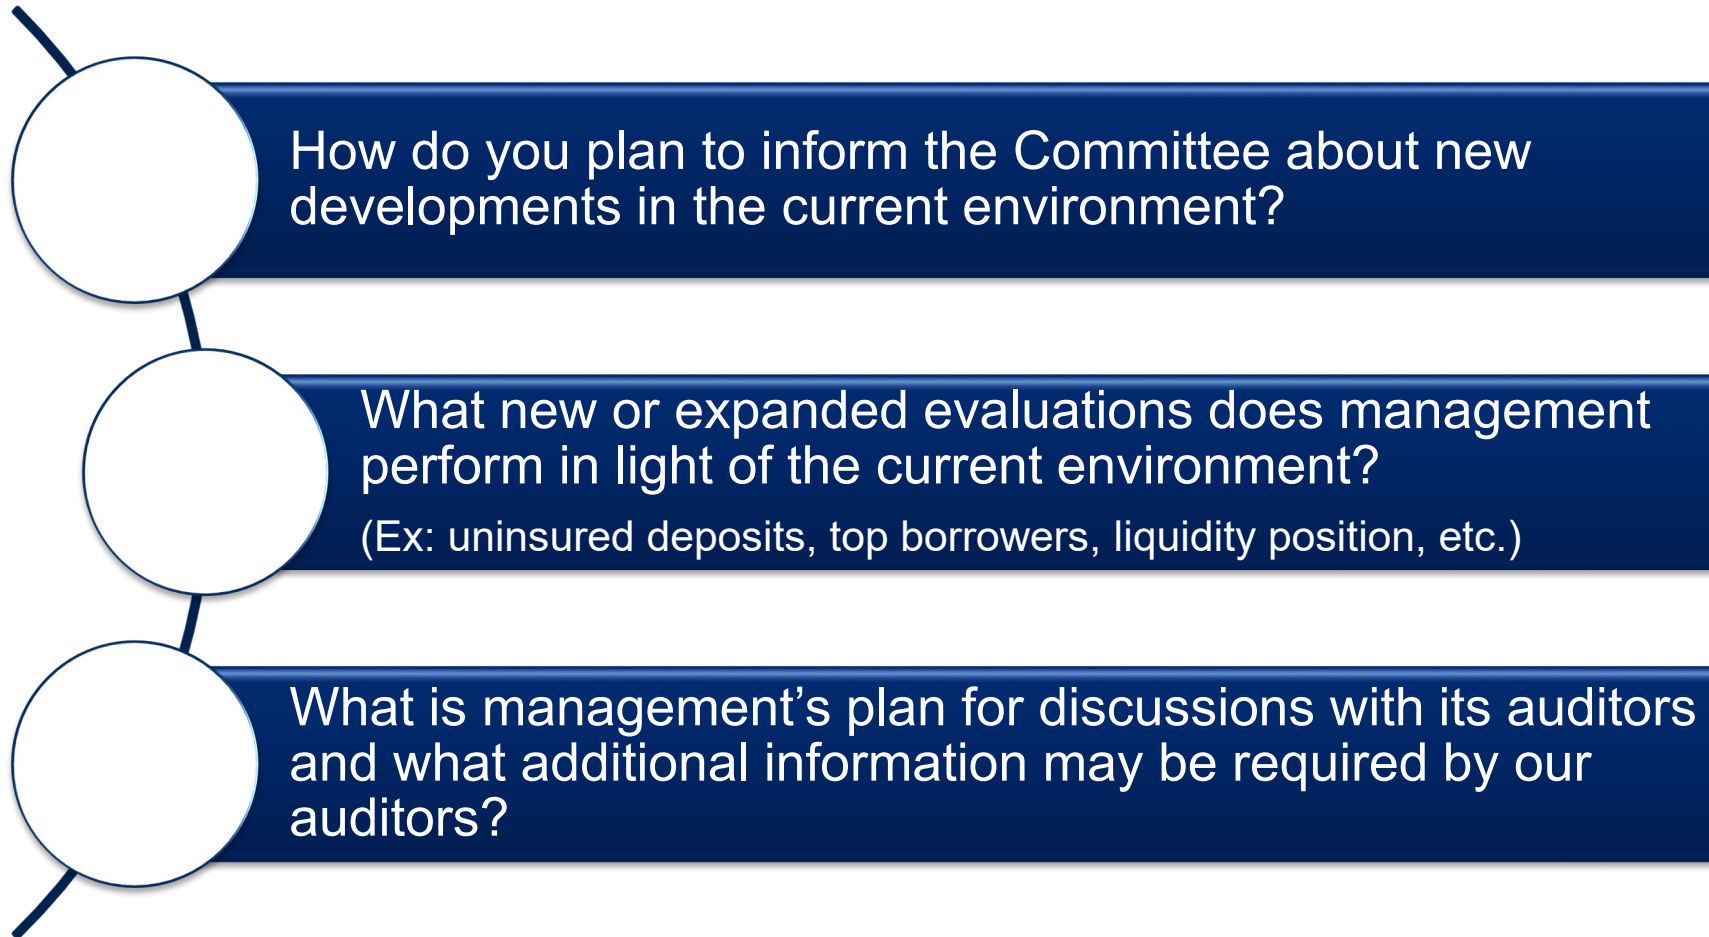 How do you plan to inform the Committee about new
developments in the current environment?
What new or expanded evaluations does management
perform in light of the current environment?
(Ex: uninsured deposits, top borrowers, liquidity position, etc.)
What is management’s plan for discussions with its auditors
and what additional information may be required by our
auditors?